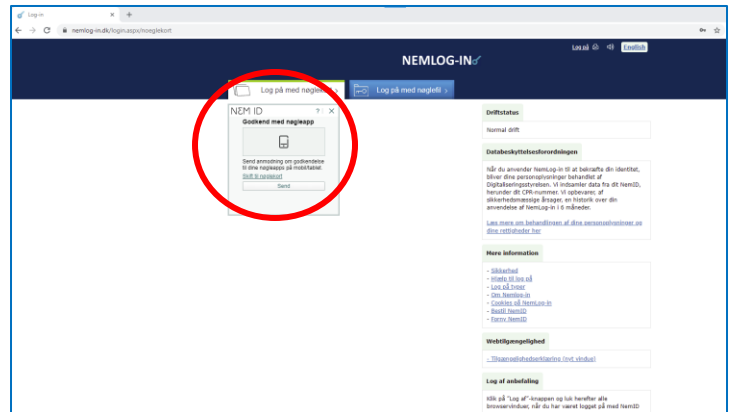 Log-in
nemlog-in.dk/login.aspx/noeglekort
Log på
English
NEMLOG-IN
Log på med nøglekort
Log på med nøglefil
NEM ID ? X
Godkend med nøgleapp
Send anmodning om godkendelse
til dine nøgleapps på mobil/tablet.
Skift til nøglekort
Send
Driftstatus
Normal drift
Databeskyttelsesforordningen
Når du anvender NemLog-in til at bekræfte din identitet,
bliver dine personoplysninger behandlet af
Digitaliseringsstyrelsen. Vi indsamler data fra dit NemID,
herunder dit CPR-nummer. Vi opbevarer, af
sikkerhedsmæssige årsager, en historik over din
anvendelse af NemLog-in i 6 måneder.
Læs mere om behandlingen af dine personoplysninger og
dine rettigheder her
Mere information
- Sikkerhed
- Hjælp til log på
- Log på typer
- Om NemLog-in
- Cookies på NemLog-in
- Bestil NemID
- Forny NemID
Webtilgængelighed
- Tilgængelighedserklæring (nyt vindue)
Log af anbefaling
Klik på "Log af"-knappen og luk herefter alle
browservinduer, når du har været logget på med NemID